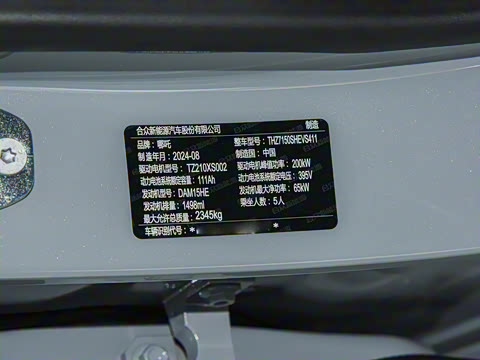 合众新能源汽车股份有限公司 制造
品牌：哪吒 整车型号：THZ7150SHEVS411
制造年月：2024-08 制造国：中国
驱动电机型号：TZ210XS002 驱动电机峰值功率：200kW
动力电池系统额定容量：111Ah 动力电池系统额定电压：395V
发动机型号：DAM15HE 发动机最大净功率：65kW
发动机排量：1498ml 乘坐人数：5人
最大允许总质量：2345kg
车辆识别代号：* *